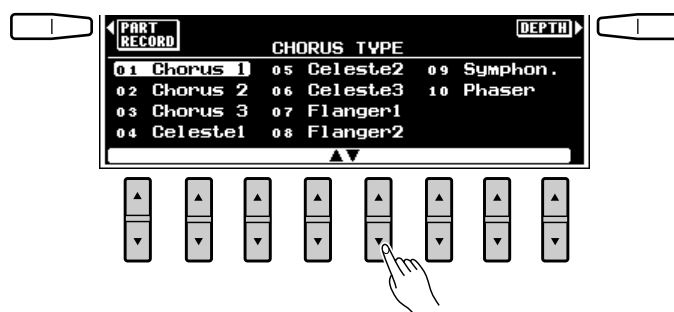 PART
RECORD
DEPTH
CHORUS TYPE
01 Chorus 1 05 Celeste2 09 Symphon.
02 Chorus 2 06 Celeste3 10 Phaser
03 Chorus 3 07 Flanger1
04 Celeste1 08 Flanger2